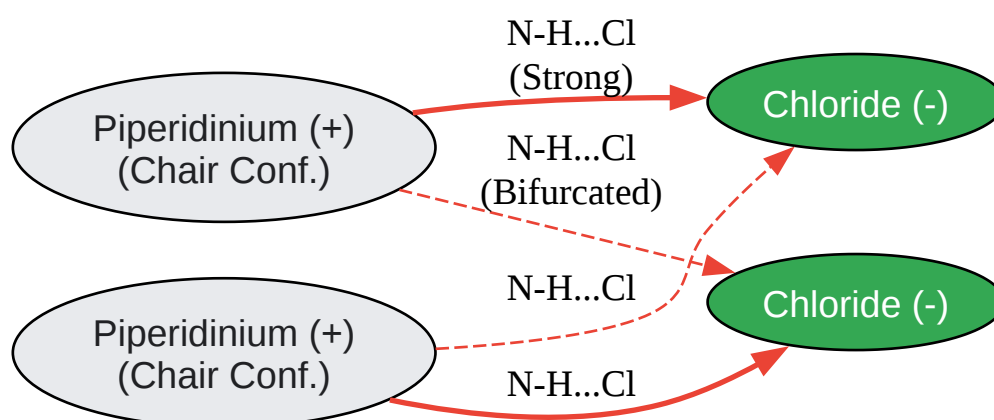 N-H...Cl
(Strong)
Piperidinium (+)
(Chair Conf.)
Chloride (-)
N-H...Cl
(Bifurcated)
N-H...Cl
Chloride (-)
Piperidinium (+)
(Chair Conf.)
N-H...Cl